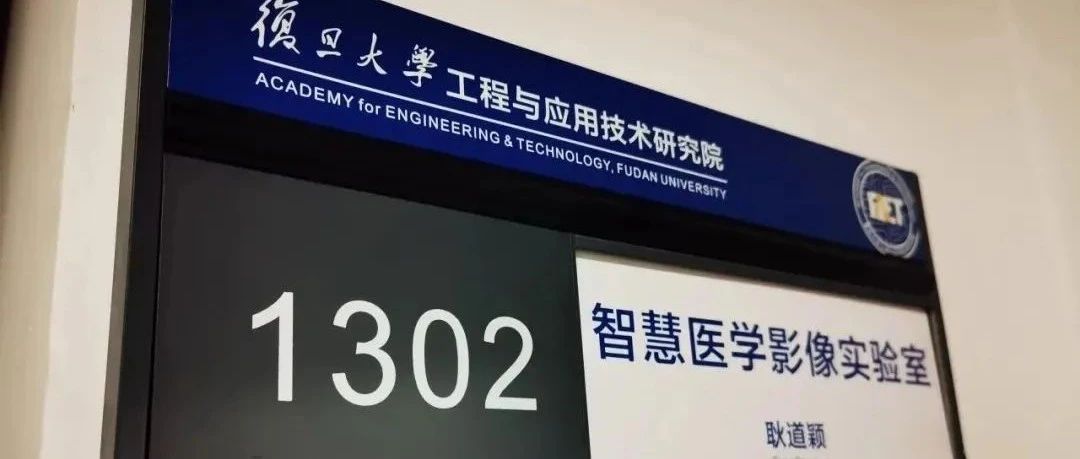 復旦大學 工程与应用技术研究院
ACADEMY for ENGINEERING & TECHNOLOGY, FUDAN UNIVERSITY
1302
智慧医学影像实验室
耿道颖